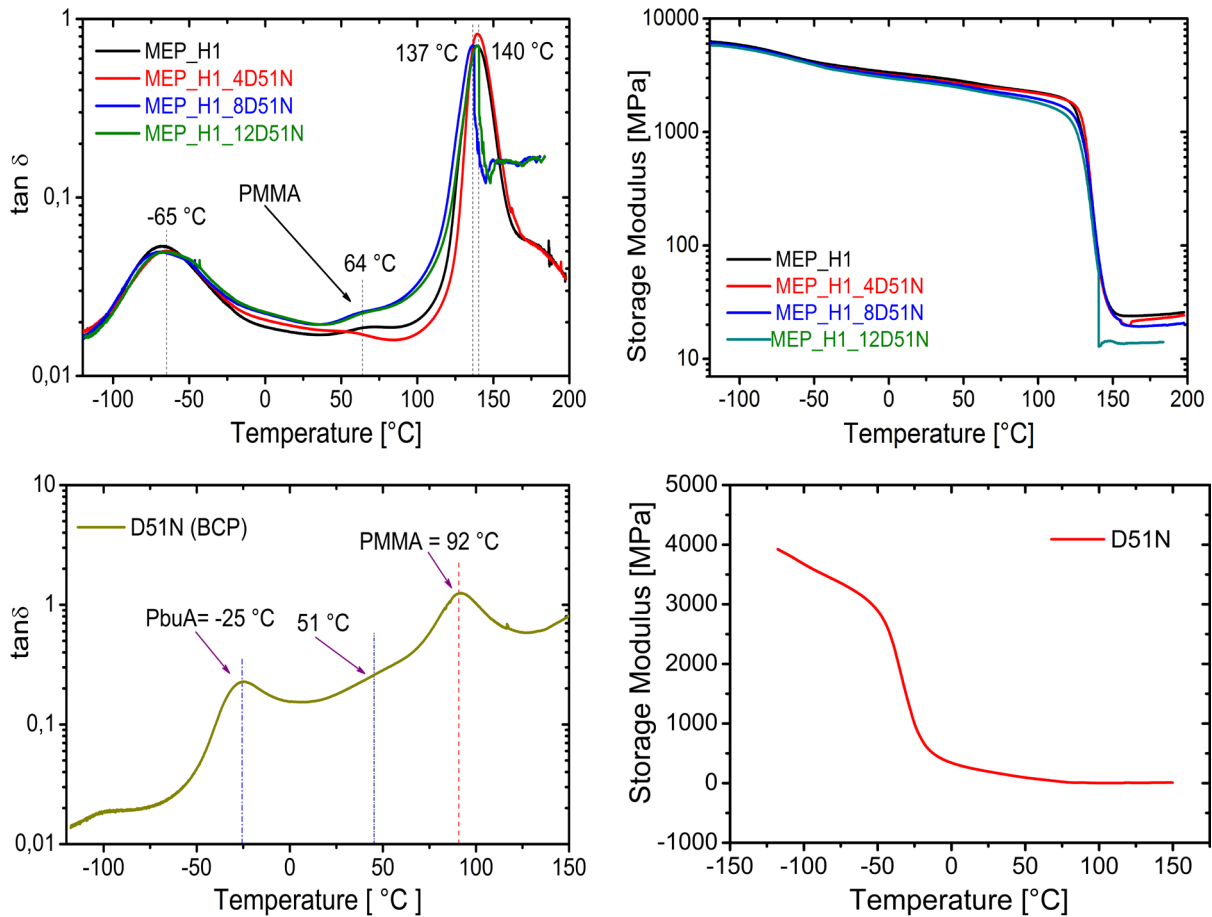 MEP_H1
MEP_H1_4D51N
MEP_H1_8D51N
MEP_H1_12D51N
137 °C
140 °C
PMMA
-65 °C
64 °C
1
0,1
0,01
tan δ
-100 -50 0 50 100 150 200
Temperature [°C]
10000
1000
100
10
Storage Modulus [MPa]
MEP_H1
MEP_H1_4D51N
MEP_H1_8D51N
MEP_H1_12D51N
-100 -50 0 50 100 150 200
Temperature [°C]
10
1
0,1
0,01
tanδ
D51N (BCP)
PMMA = 92 °C
PbuA= -25 °C
51 °C
-100 -50 0 50 100 150
Temperature [ °C]
5000
4000
3000
2000
1000
0
-1000
Storage Modulus [MPa]
D51N
-150 -100 -50 0 50 100 150
Temperature [°C]